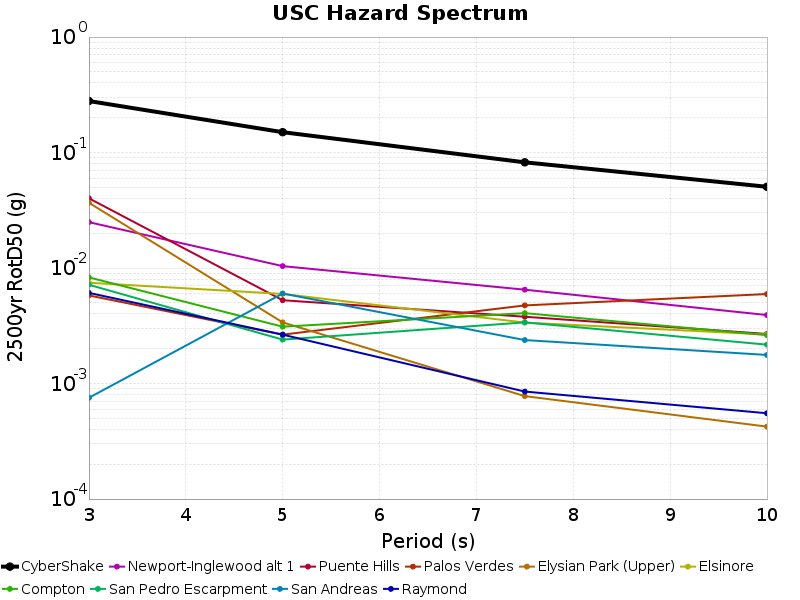 USC Hazard Spectrum
10^0
10^-1
10^-2
10^-3
10^-4
2500yr RotD50 (g)
3 4 5 6 7 8 9 10
Period (s)
CyberShake Newport-Inglewood alt 1 Puente Hills Palos Verdes Elysian Park (Upper) Elsinore
Compton San Pedro Escarpment San Andreas Raymond